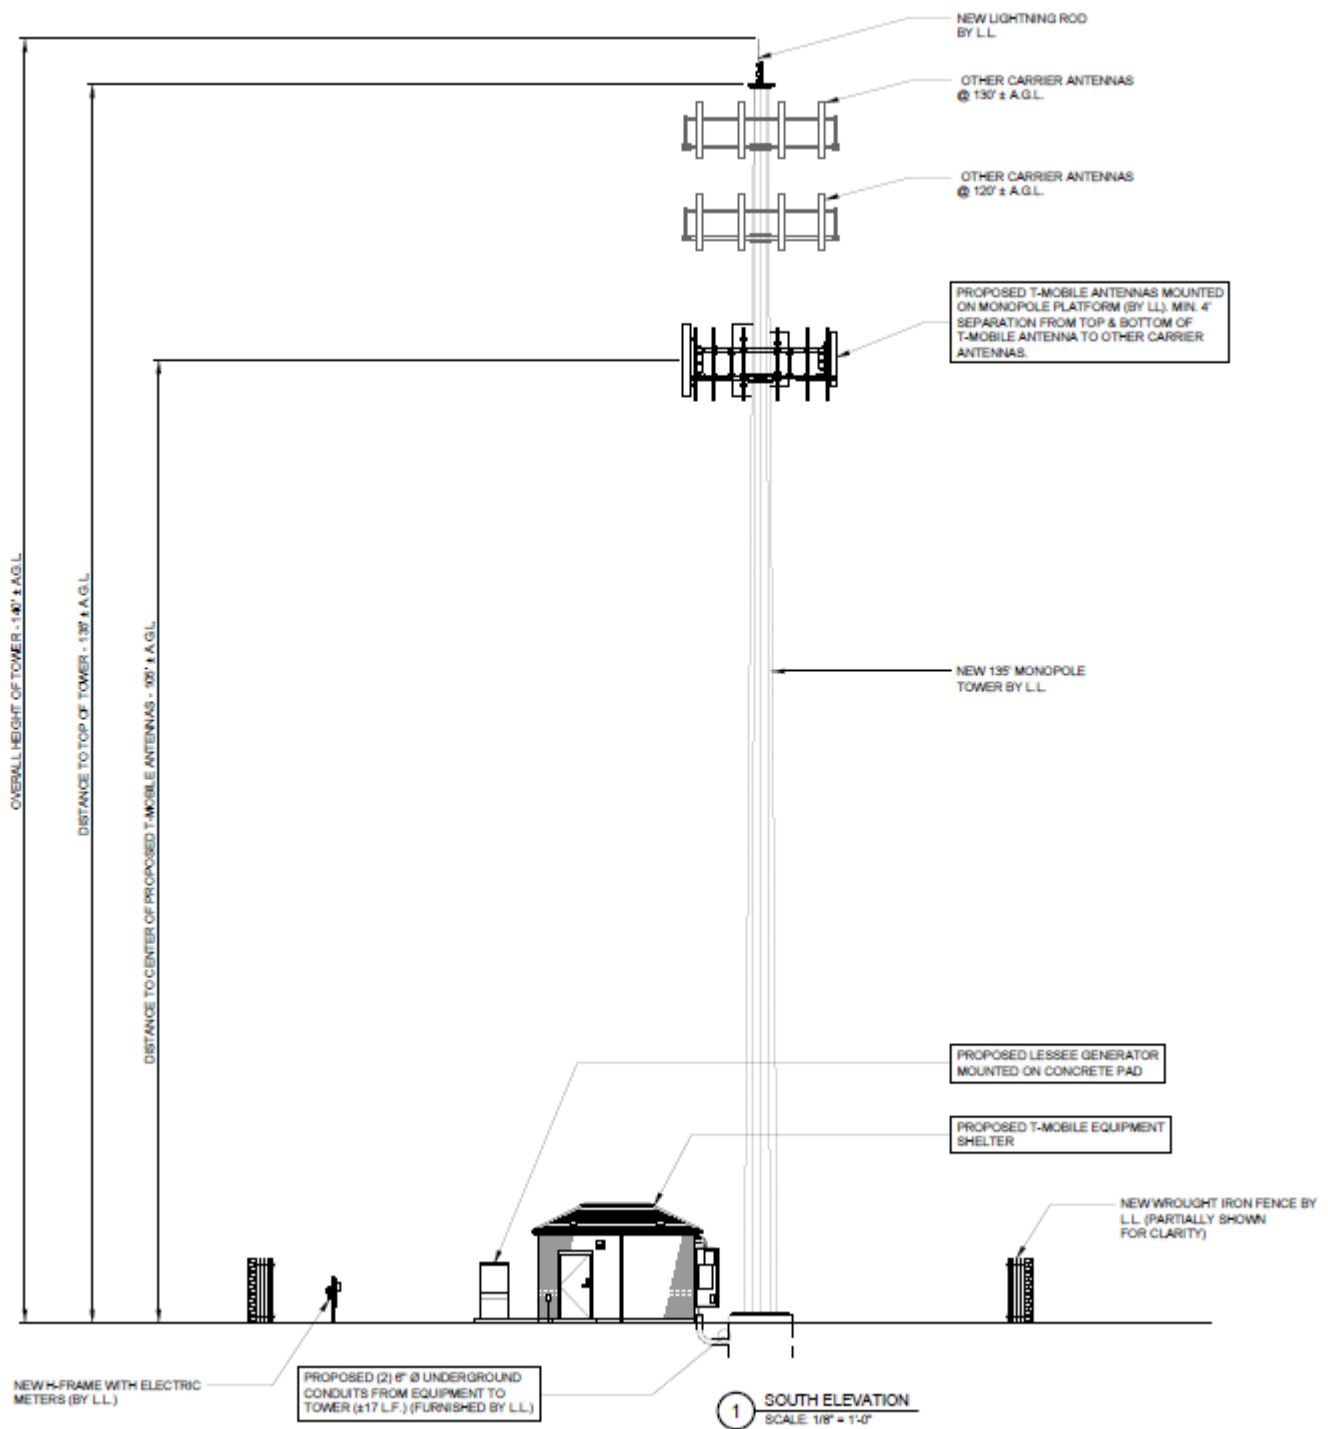 NEW LIGHTNING ROD
BY L.L.
OTHER CARRIER ANTENNAS
@ 130' ± A.G.L.
OTHER CARRIER ANTENNAS
@ 120' ± A.G.L.
PROPOSED T-MOBILE ANTENNAS MOUNTED
ON MONOPOLE PLATFORM (BY LL). MIN. 4'
SEPARATION FROM TOP & BOTTOM OF
T-MOBILE ANTENNA TO OTHER CARRIER
ANTENNAS.
OVERALL HEIGHT OF TOWER - 140' ± A.G.L.
DISTANCE TO TOP OF TOWER - 135' ± A.G.L.
DISTANCE TO CENTER OF PROPOSED T-MOBILE ANTENNAS - 105' ± A.G.L.
NEW 135' MONOPOLE
TOWER BY L.L.
PROPOSED LESSEE GENERATOR
MOUNTED ON CONCRETE PAD
PROPOSED T-MOBILE EQUIPMENT
SHELTER
NEW WROUGHT IRON FENCE BY
L.L. (PARTIALLY SHOWN
FOR CLARITY)
NEW H-FRAME WITH ELECTRIC
METERS (BY L.L.)
PROPOSED (2) 6" Ø UNDERGROUND
CONDUITS FROM EQUIPMENT TO
TOWER (±17 L.F.) (FURNISHED BY L.L.)
1 SOUTH ELEVATION
SCALE: 1/8" = 1'-0"